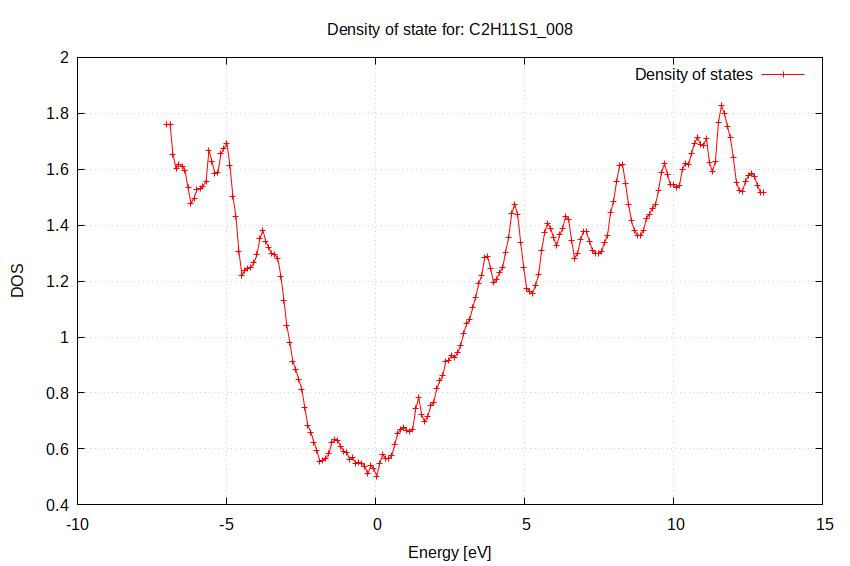 Density of state for: C2H11S1_008
Density of states
2
1.8
1.6
1.4
1.2
1
0.8
0.6
0.4
DOS
-10 -5 0 5 10 15
Energy [eV]